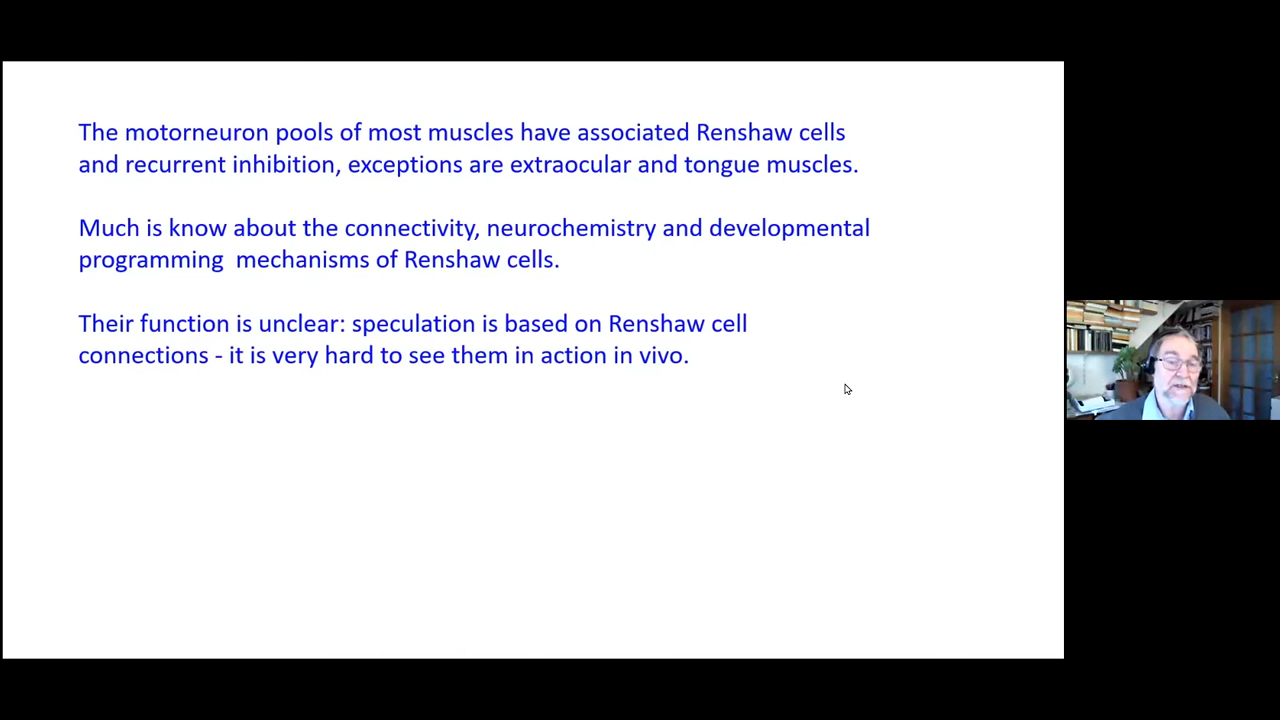 The motorneuron pools of most muscles have associated Renshaw cells
and recurrent inhibition, exceptions are extraocular and tongue muscles.
Much is know about the connectivity, neurochemistry and developmental
programming  mechanisms of Renshaw cells.
Their function is unclear: speculation is based on Renshaw cell
connections - it is very hard to see them in action in vivo.